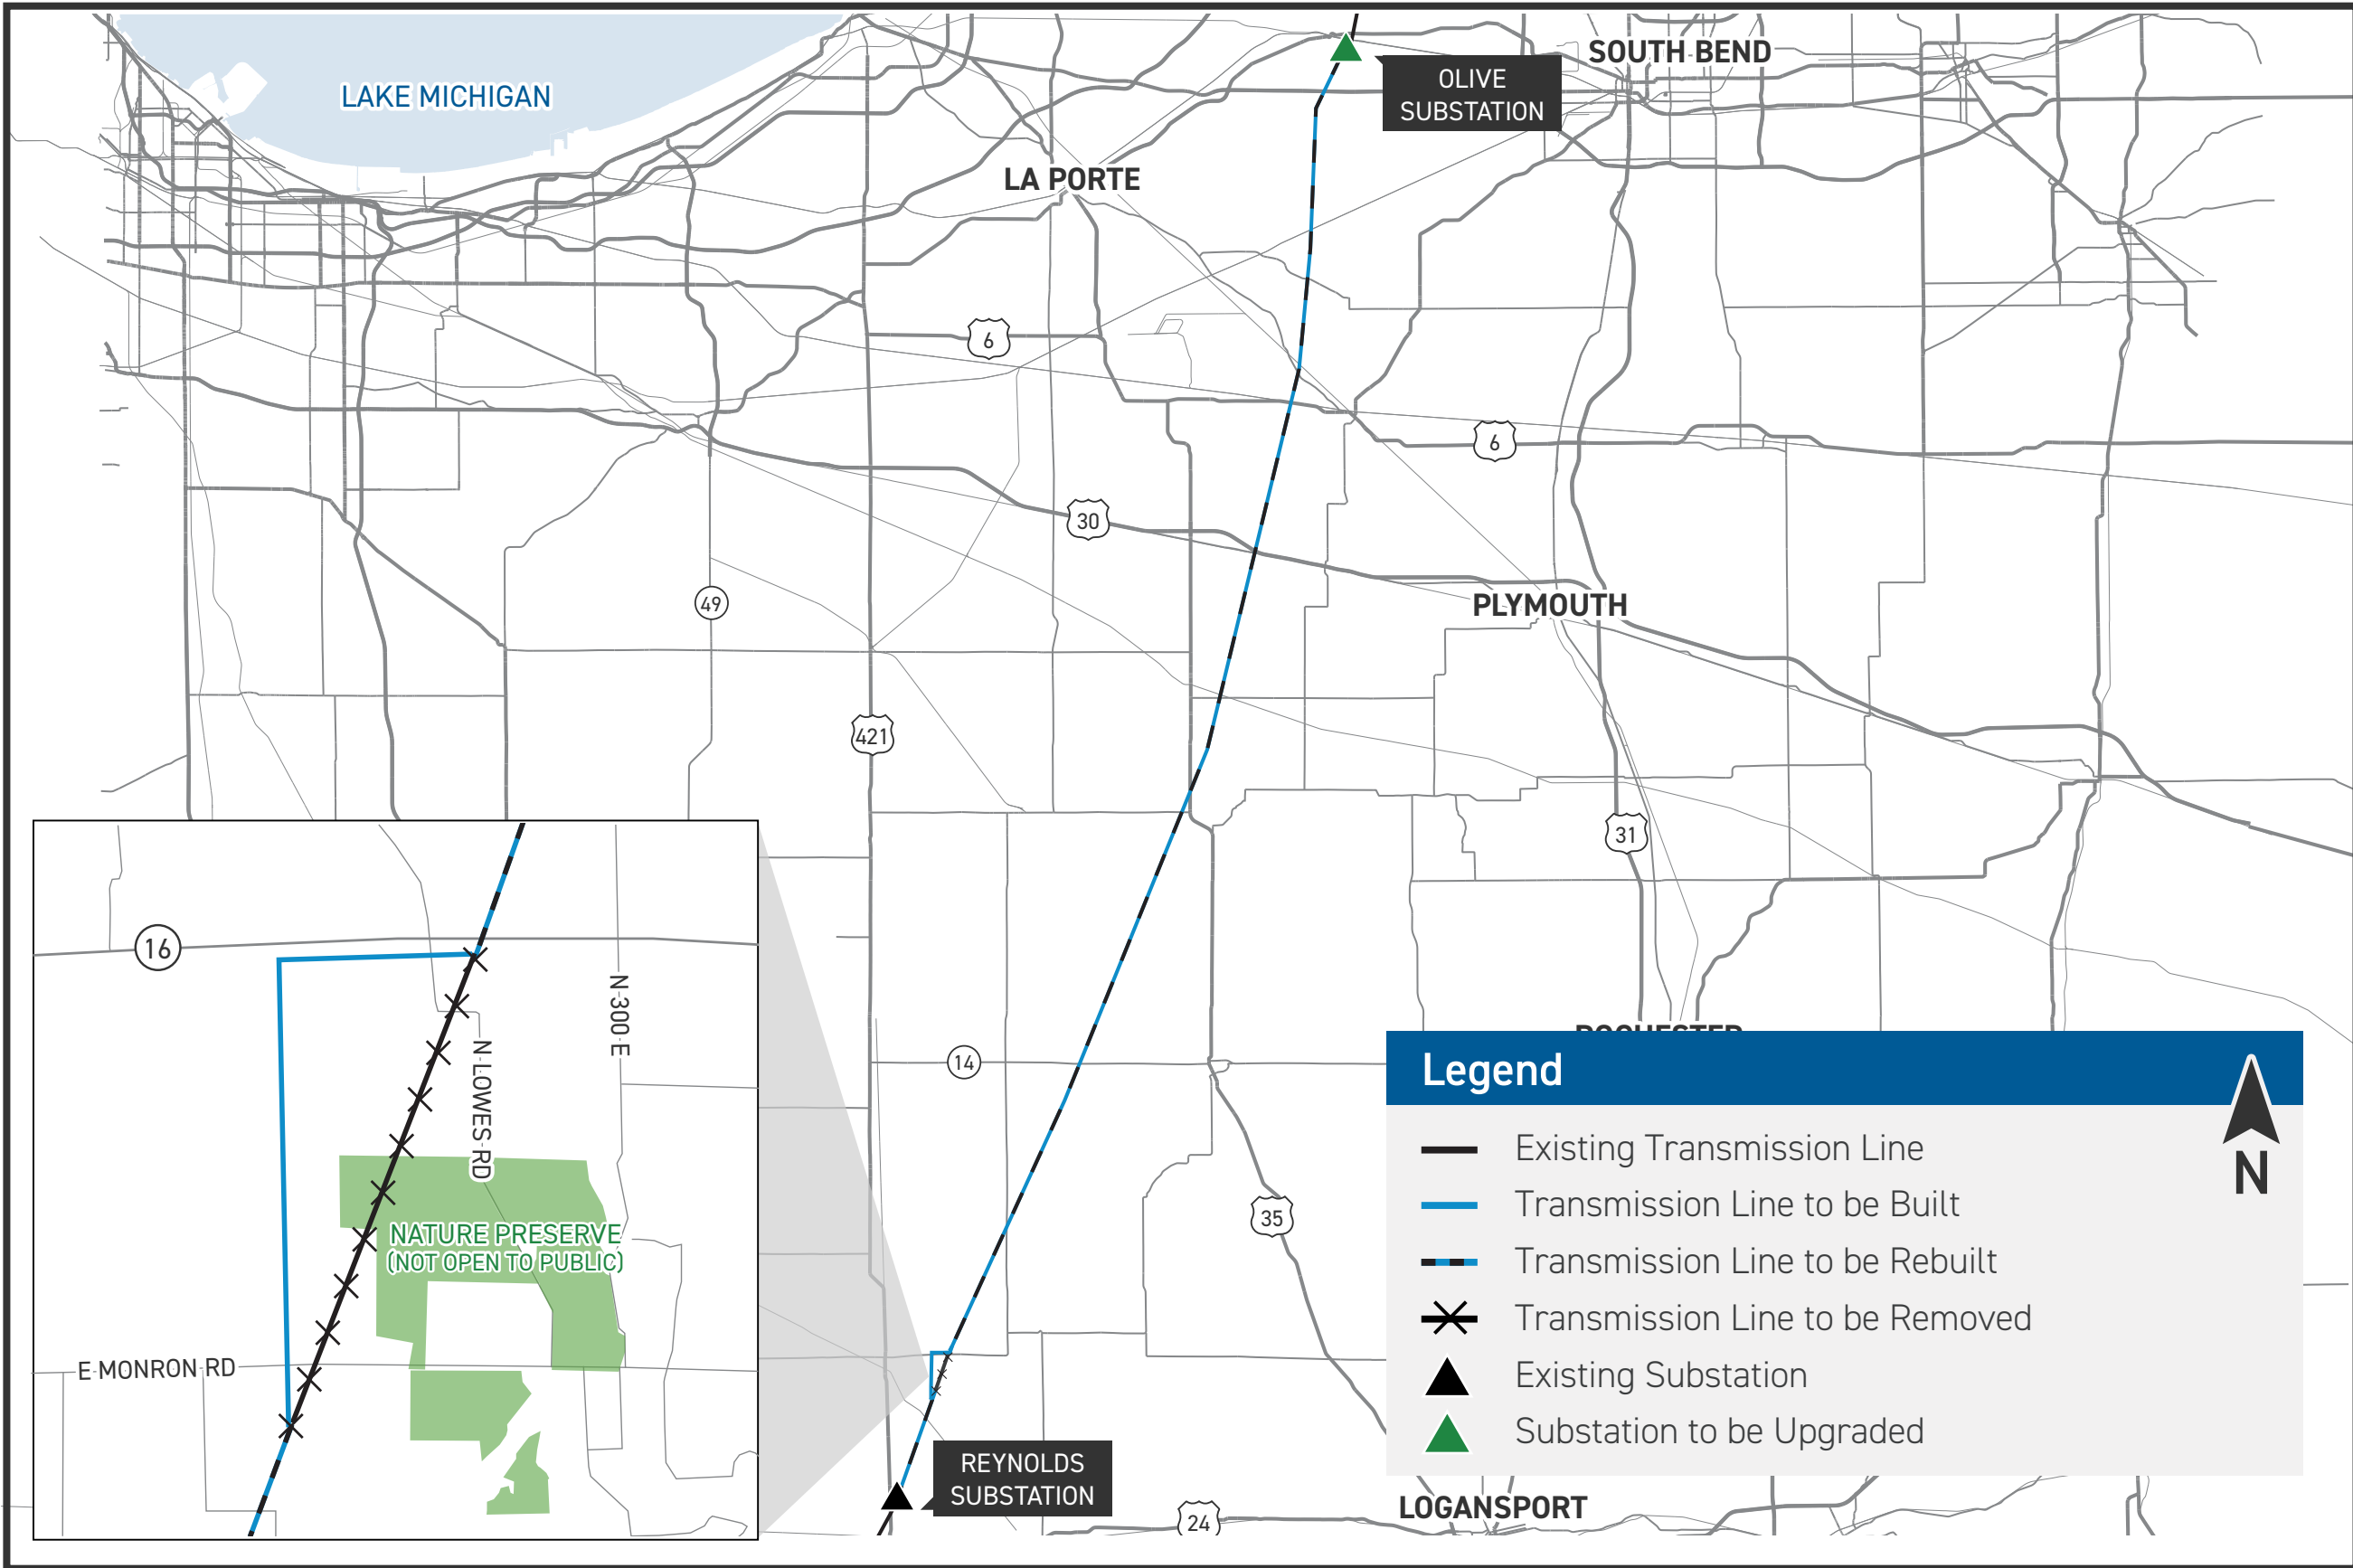 LAKE MICHIGAN
SOUTH BEND
OLIVE
SUBSTATION
LA PORTE
6
6
30
49
PLYMOUTH
421
31
16
N 300 E
N LOWES RD
NATURE PRESERVE
(NOT OPEN TO PUBLIC)
E MONRON RD
14
ROCHESTER
35
REYNOLDS
SUBSTATION
24
LOGANSPORT
Legend
N
Existing Transmission Line
Transmission Line to be Built
Transmission Line to be Rebuilt
Transmission Line to be Removed
Existing Substation
Substation to be Upgraded